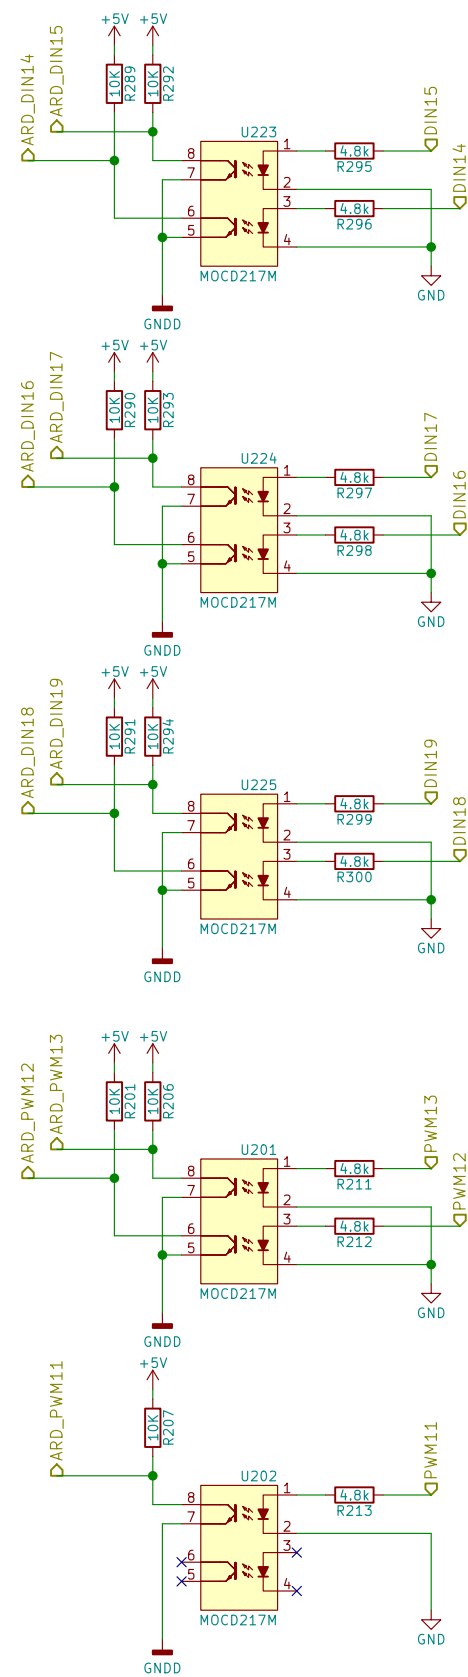 +5V +5V
ARD_DIN14
ARD_DIN15
10K
R289
10K
R292
U223
DIN15
DIN14
8
7
6
5
1
2
3
4
4.8k
R295
4.8k
R296
MOCD217M
GNDD
GND
+5V +5V
ARD_DIN16
ARD_DIN17
10K
R290
10K
R293
U224
DIN17
DIN16
8
7
6
5
1
2
3
4
4.8k
R297
4.8k
R298
MOCD217M
GNDD
GND
+5V +5V
ARD_DIN18
ARD_DIN19
10K
R291
10K
R294
U225
DIN19
DIN18
8
7
6
5
1
2
3
4
4.8k
R299
4.8k
R300
MOCD217M
GNDD
GND
+5V +5V
ARD_PWM12
ARD_PWM13
10K
R201
10K
R206
U201
PWM13
PWM12
8
7
6
5
1
2
3
4
4.8k
R211
4.8k
R212
MOCD217M
GNDD
GND
+5V
ARD_PWM11
10K
R207
U202
PWM11
8
7
6
5
1
2
3
4
4.8k
R213
MOCD217M
GNDD
GND